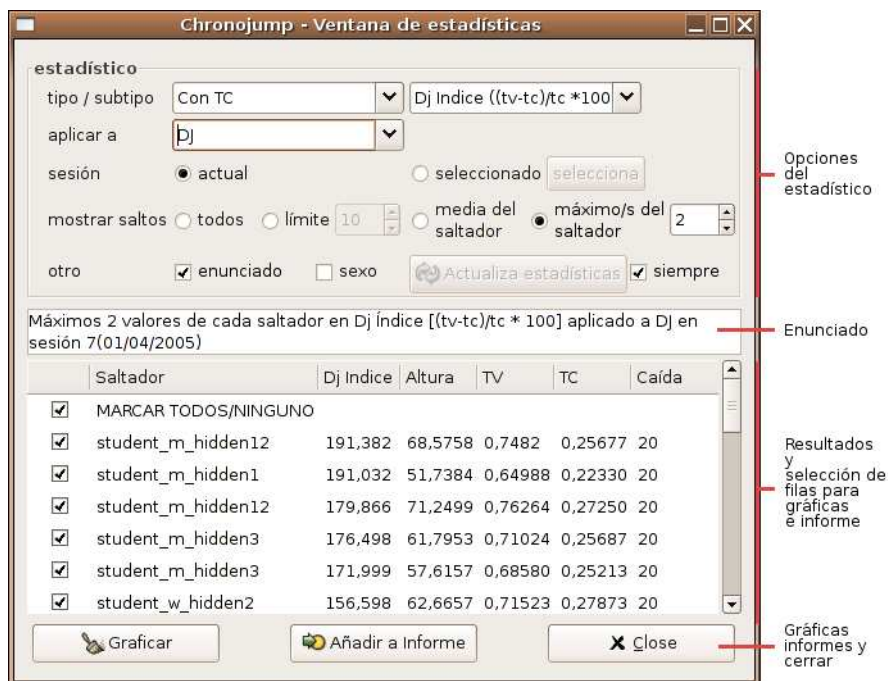 Chronojump - Ventana de estadísticas
estadístico
tipo / subtipo Con TC Dj Indice ((tv-tc)/tc *100
aplicar a DJ
sesión actual seleccionado selecciona
mostrar saltos todos límite 10 media del saltador máximo/s del saltador 2
otro enunciado sexo Actualiza estadísticas siempre
Opciones
del
estadístico
Máximos 2 valores de cada saltador en Dj Índice [(tv-tc)/tc * 100] aplicado a DJ en
sesión 7(01/04/2005)
Enunciado
Saltador Dj Indice Altura TV TC Caída
MARCAR TODOS/NINGUNO
student_m_hidden12 191,382 68,5758 0,7482 0,25677 20
student_m_hidden1 191,032 51,7384 0,64988 0,22330 20
student_m_hidden12 179,866 71,2499 0,76264 0,27250 20
student_m_hidden3 176,498 61,7953 0,71024 0,25687 20
student_m_hidden3 171,999 57,6157 0,68580 0,25213 20
student_w_hidden2 156,598 62,6657 0,71523 0,27873 20
Resultados
y
selección de
filas para
gráficas
e informe
Graficar Añadir a Informe Close
Gráficas
informes y
cerrar